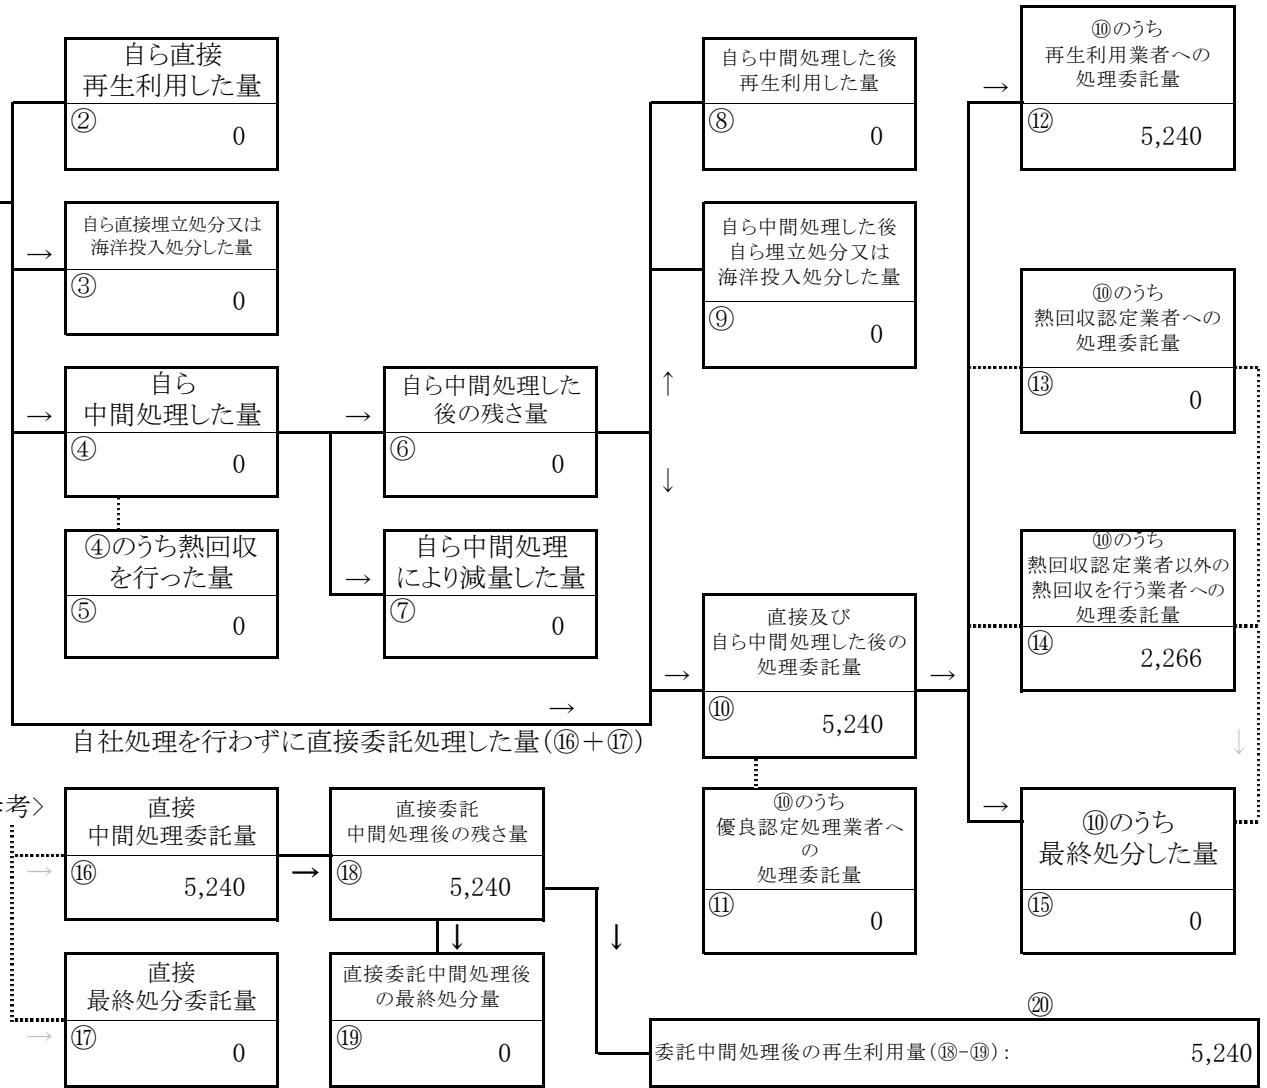 自ら直接
再生利用した量
②
0
→
自ら直接埋立処分又は
海洋投入処分した量
③
0
→
自ら
中間処理した量
④
0
④のうち熱回収
を行った量
⑤
0
→
自ら中間処理した
後の残さ量
⑥
0
→
自ら中間処理
により減量した量
⑦
0
自ら中間処理した後
再生利用した量
⑧
0
自ら中間処理した後
自ら埋立処分又は
海洋投入処分した量
⑨
0
↑
↓
→
直接及び
自ら中間処理した後の
処理委託量
⑩
5,240
⑩のうち
優良認定処理業者へ
の
処理委託量
⑪
0
→
→
⑩のうち
再生利用業者への
処理委託量
⑫
5,240
⑩のうち
熱回収認定業者への
処理委託量
⑬
0
⑩のうち
熱回収認定業者以外の
熱回収を行う業者への
処理委託量
⑭
2,266
↓
→
⑩のうち
最終処分した量
⑮
0
→
自社処理を行わずに直接委託処理した量(⑯+⑰)
考>
→
直接
中間処理委託量
⑯
5,240
→
直接委託
中間処理後の残さ量
⑱
5,240
↓
↓
→
直接
最終処分委託量
⑰
0
直接委託中間処理後
の最終処分量
⑲
0
⑳
委託中間処理後の再生利用量(⑱-⑲): 5,240